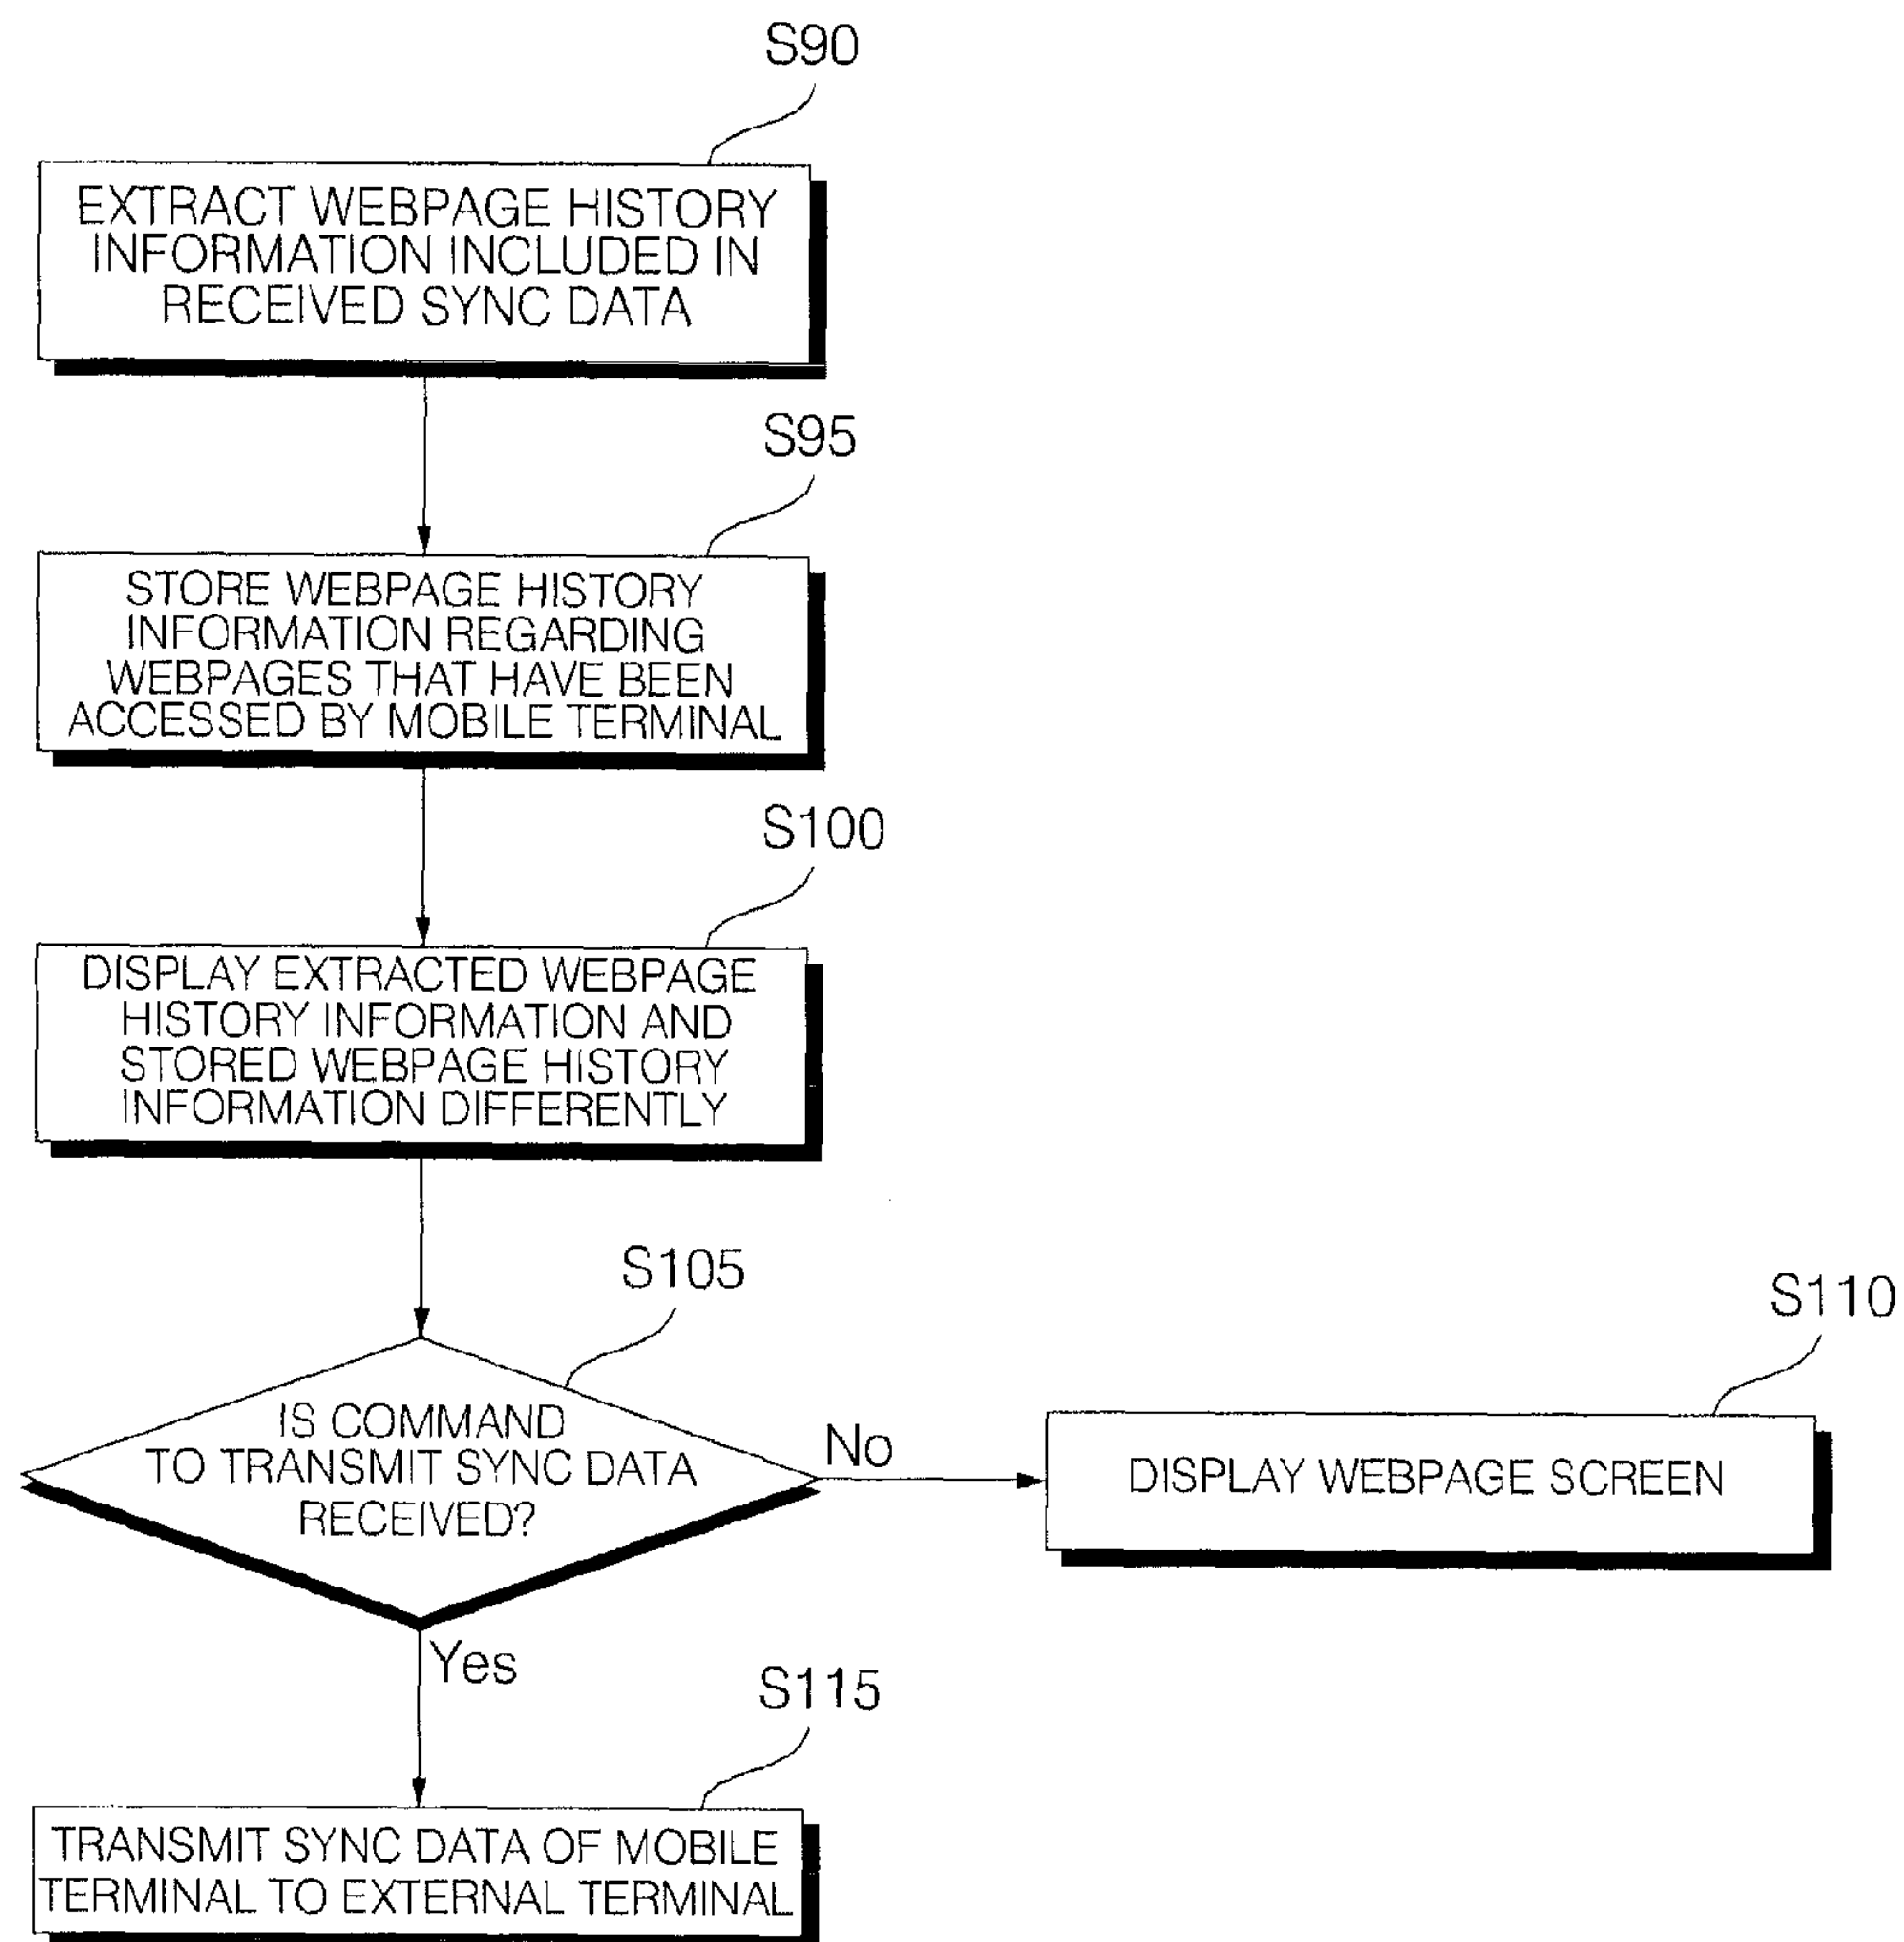 S90
EXTRACT WEBPAGE HISTORY
INFORMATION INCLUDED IN
RECEIVED SYNC DATA
S95
STORE WEBPAGE HISTORY
INFORMATION REGARDING
WEBPAGES THAT HAVE BEEN
ACCESSED BY MOBILE TERMINAL
S100
DISPLAY EXTRACTED WEBPAGE
HISTORY INFORMATION AND
STORED WEBPAGE HISTORY
INFORMATION DIFFERENTLY
S105
IS COMMAND
TO TRANSMIT SYNC DATA
RECEIVED?
No
S110
DISPLAY WEBPAGE SCREEN
Yes
S115
TRANSMIT SYNC DATA OF MOBILE
TERMINAL TO EXTERNAL TERMINAL